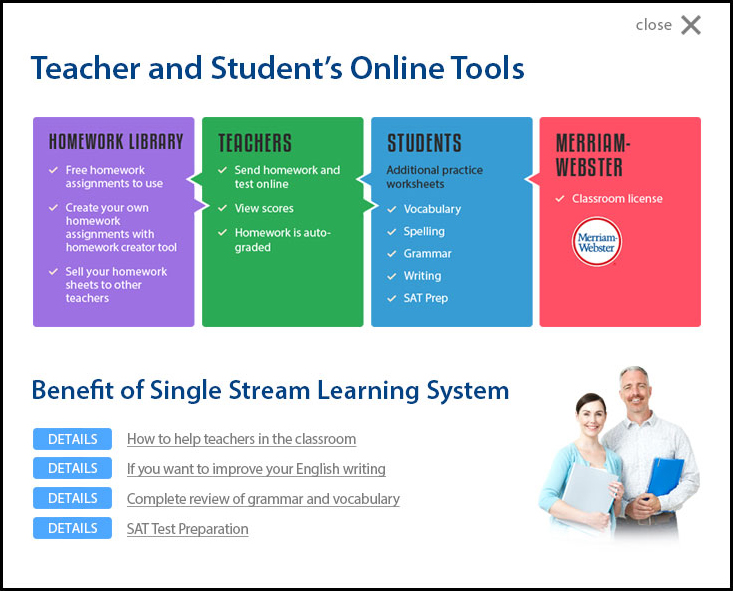 close
Teacher and Student's Online Tools
HOMEWORK LIBRARY
Free homework
assignments to use
Create your own
homework
assignments with
homework creator tool
Sell your homework
sheets to other
teachers
TEACHERS
Send homework and
test online
View scores
Homework is auto-
graded
STUDENTS
Additional practice
worksheets
Vocabulary
Spelling
Grammar
Writing
SAT Prep
MERRIAM-
WEBSTER
Classroom license
Merriam-
Webster
Benefit of Single Stream Learning System
DETAILS How to help teachers in the classroom
DETAILS If you want to improve your English writing
DETAILS Complete review of grammar and vocabulary
DETAILS SAT Test Preparation